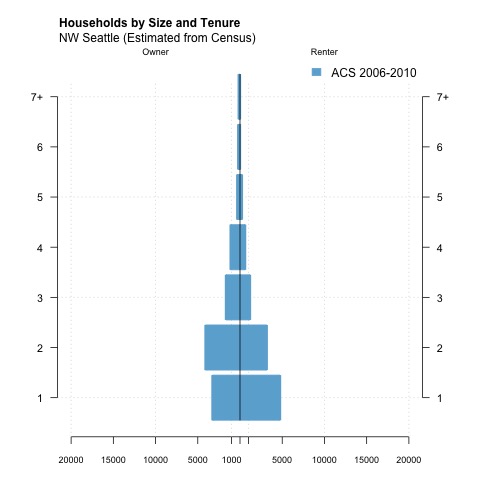 Households by Size and Tenure
NW Seattle (Estimated from Census)
Owner Renter
ACS 2006-2010
7+ 7+
6 6
5 5
4 4
3 3
2 2
1 1
20000 15000 10000 5000 1000 5000 10000 15000 20000